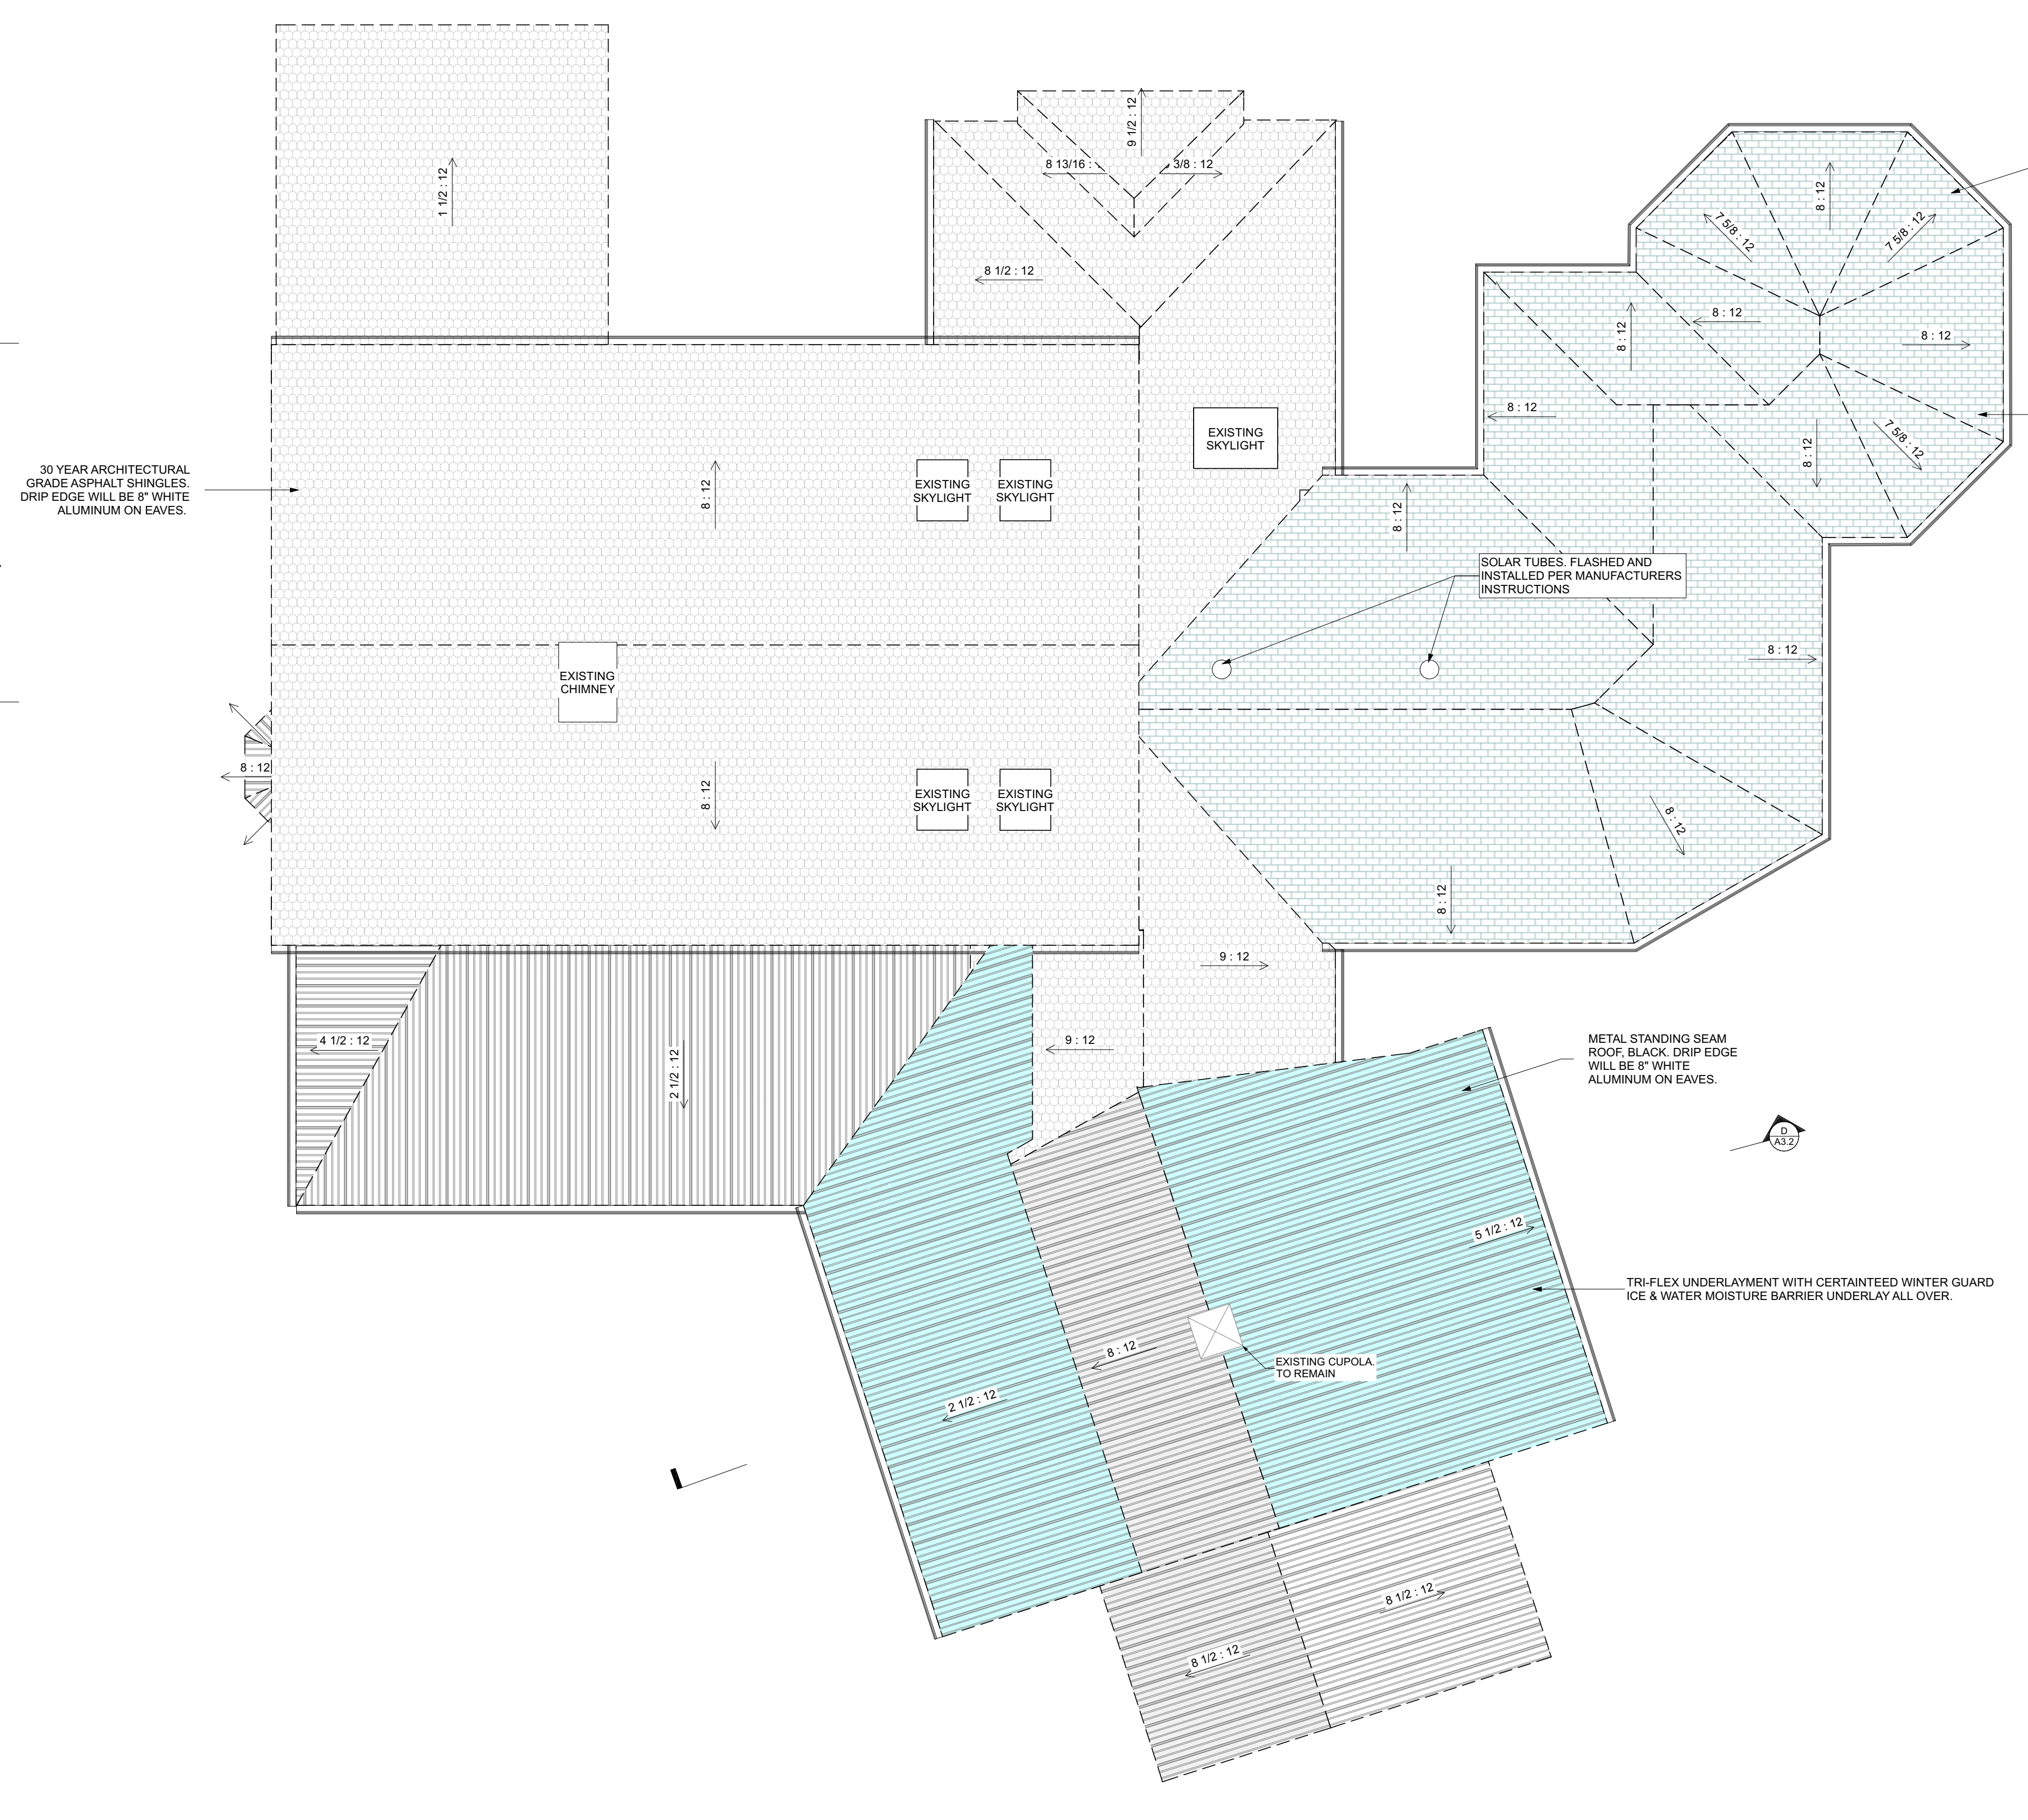 9 1/2 : 12
8 13/16 :
3/8 : 12
1 1/2 : 12
8 1/2 : 12
8 : 12
7 5/8 : 12
7 5/8 : 12
8 : 12
8 : 12
8 : 12
8 : 12
7 5/8 : 12
8 : 12
EXISTING
SKYLIGHT
30 YEAR ARCHITECTURAL
GRADE ASPHALT SHINGLES.
DRIP EDGE WILL BE 8" WHITE
ALUMINUM ON EAVES.
8 : 12
EXISTING
SKYLIGHT
EXISTING
SKYLIGHT
8 : 12
SOLAR TUBES. FLASHED AND
INSTALLED PER MANUFACTURERS
INSTRUCTIONS
8 : 12
EXISTING
CHIMNEY
8 : 12
8 : 12
EXISTING
SKYLIGHT
EXISTING
SKYLIGHT
8 : 12
8 : 12
9 : 12
4 1/2 : 12
2 1/2 : 12
9 : 12
METAL STANDING SEAM
ROOF, BLACK. DRIP EDGE
WILL BE 8" WHITE
ALUMINUM ON EAVES.
D
A3.2
5 1/2 : 12
TRI-FLEX UNDERLAYMENT WITH CERTAINTEED WINTER GUARD
ICE & WATER MOISTURE BARRIER UNDERLAY ALL OVER.
8 : 12
EXISTING CUPOLA.
TO REMAIN
2 1/2 : 12
8 1/2 : 12
8 1/2 : 12